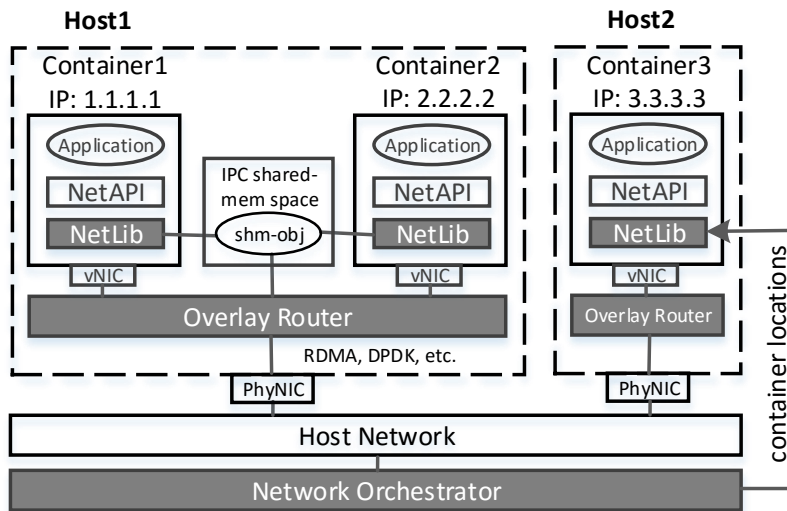 Host1
Host2
Container1
IP: 1.1.1.1
Container2
IP: 2.2.2.2
Container3
IP: 3.3.3.3
Application
NetAPI
NetLib
IPC shared-
mem space
shm-obj
Application
NetAPI
NetLib
Application
NetAPI
NetLib
vNIC
vNIC
vNIC
Overlay Router
Overlay Router
RDMA, DPDK, etc.
PhyNIC
PhyNIC
container locations
Host Network
Network Orchestrator